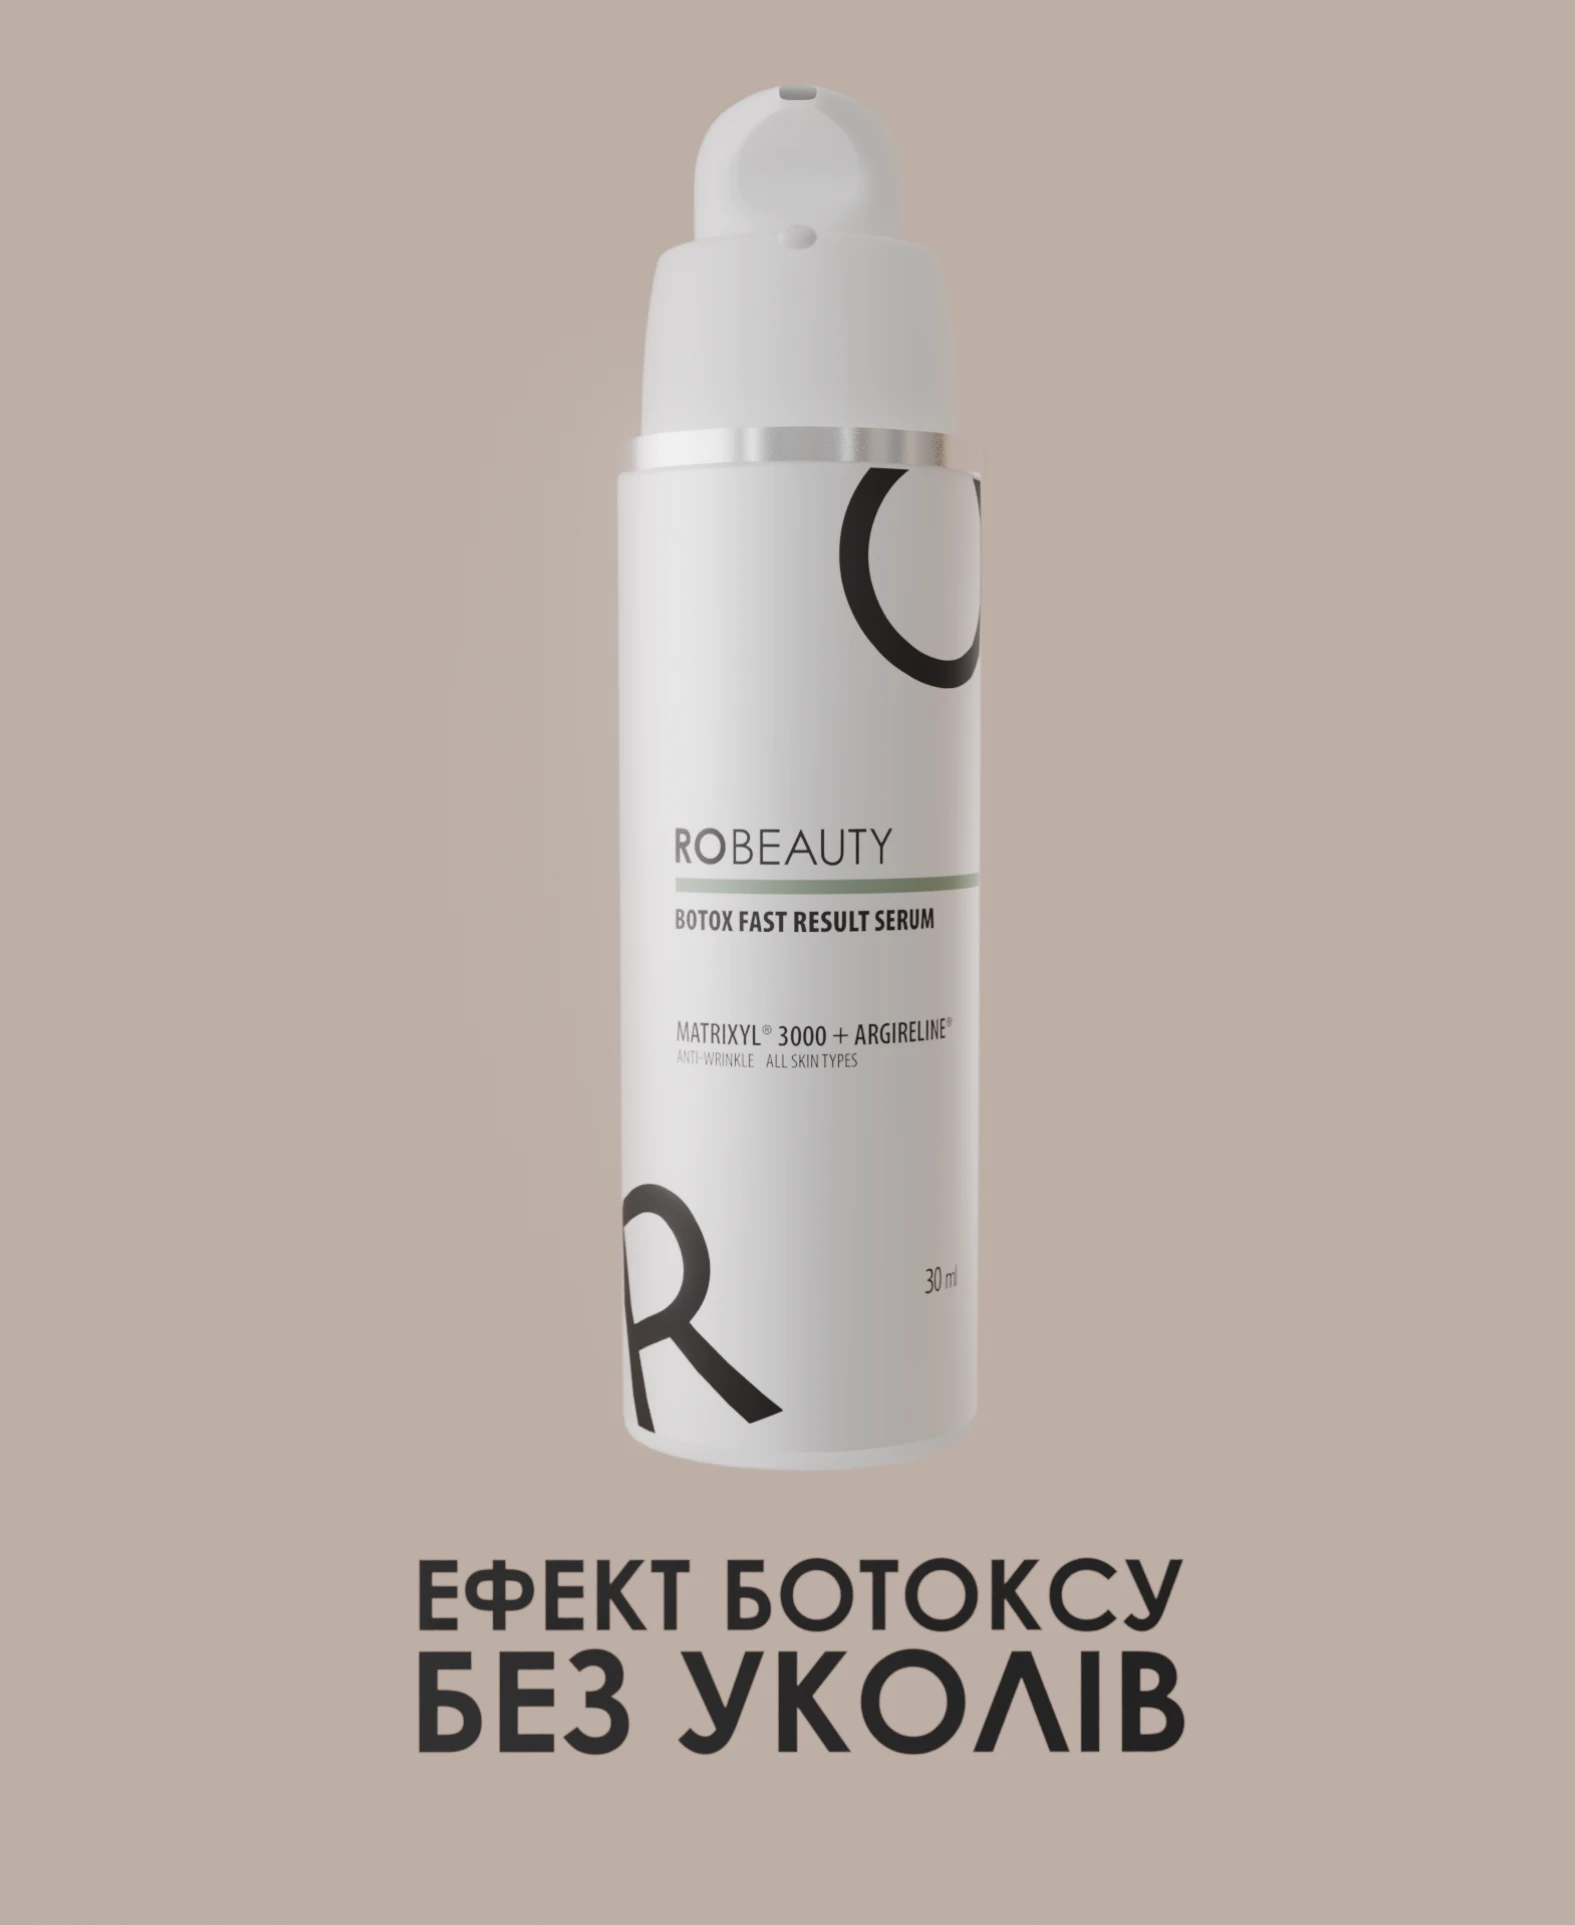 ROBEAUTY
BOTOX FAST RESULT SERUM
MATRIXYL® 3000 + ARGIRELINE®
ANTI-WRINKLE ALL SKIN TYPES
R
30 ml
ЕФЕКТ БОТОКСУ
БЕЗ УКОЛІВ